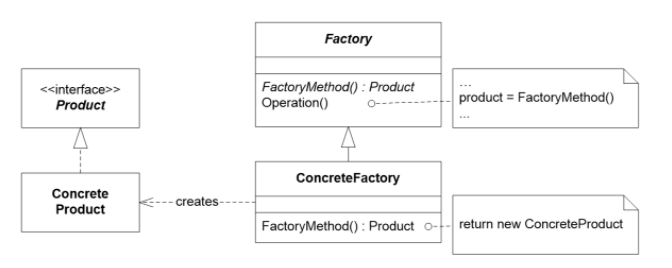 Factory
FactoryMethod() : Product
Operation()
...
product = FactoryMethod()
...
<<interface>>
Product
Concrete
Product
creates
ConcreteFactory
FactoryMethod() : Product
return new ConcreteProduct